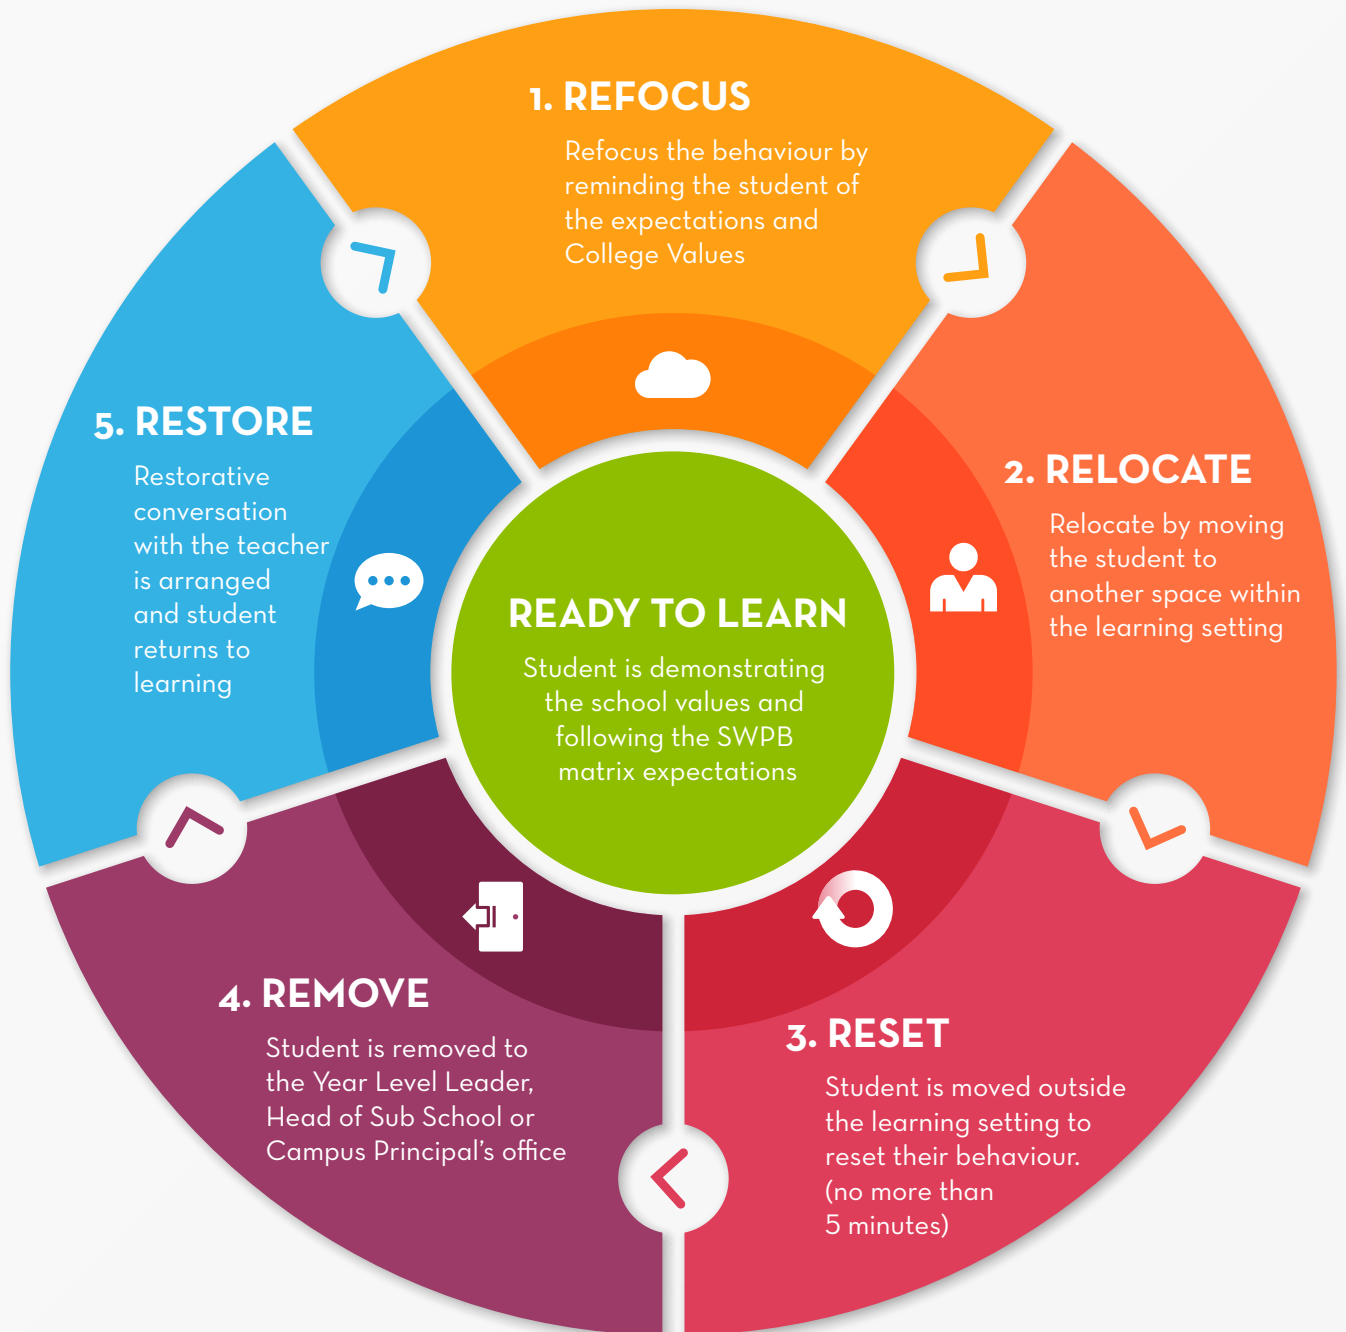 1. REFOCUS
Refocus the behaviour by
reminding the student of
the expectations and
College Values
2. RELOCATE
Relocate by moving
the student to
another space within
the learning setting
3. RESET
Student is moved outside
the learning setting to
reset their behaviour.
(no more than
5 minutes)
4. REMOVE
Student is removed to
the Year Level Leader,
Head of Sub School or
Campus Principal’s office
5. RESTORE
Restorative
conversation
with the teacher
is arranged
and student
returns to
learning
READY TO LEARN
Student is demonstrating
the school values and
following the SWPB
matrix expectations